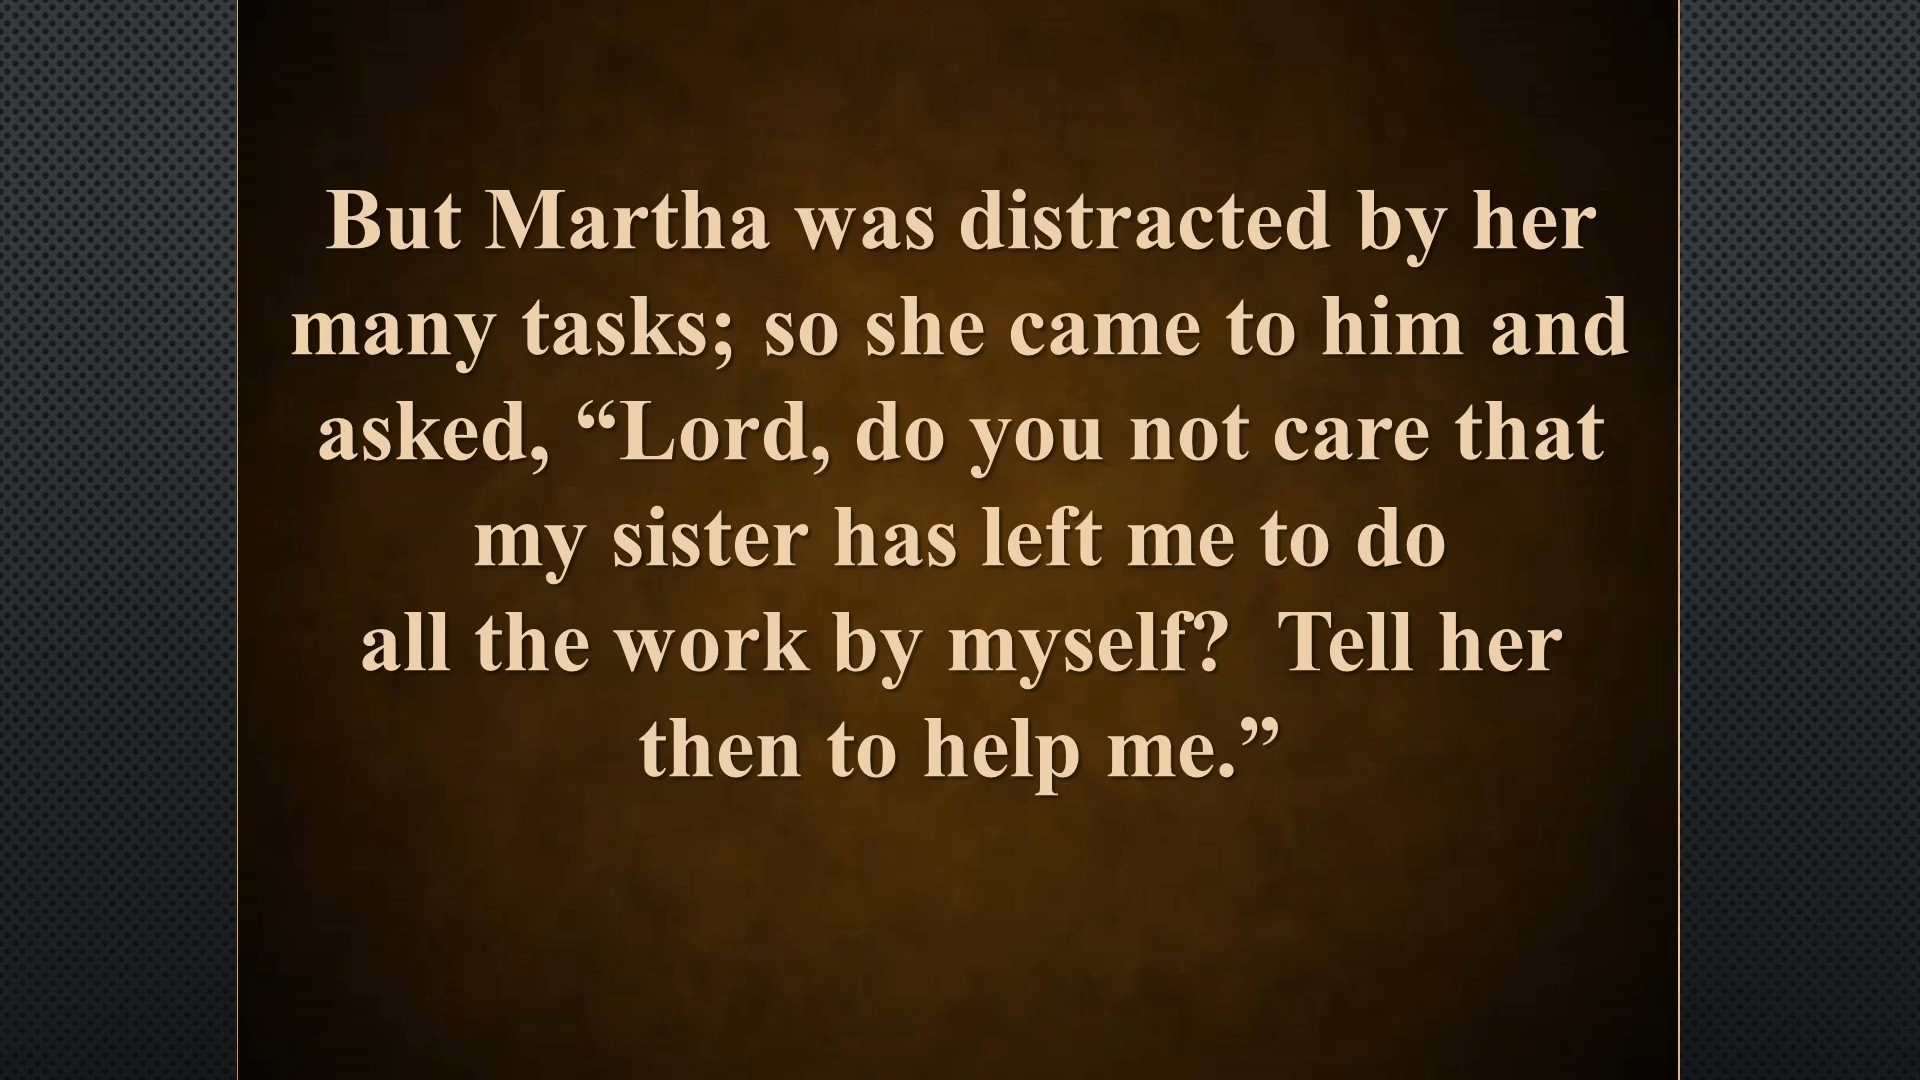 But Martha was distracted by her
many tasks; so she came to him and
asked, “Lord, do you not care that
my sister has left me to do
all the work by myself?  Tell her
then to help me.”